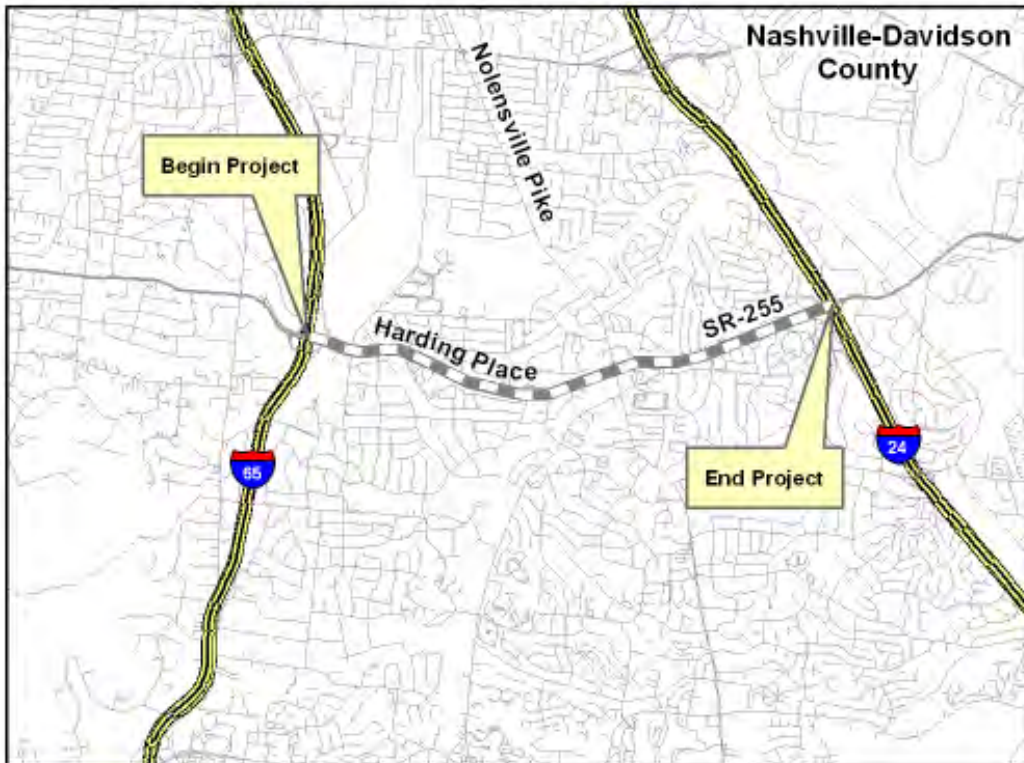 Nashville-Davidson
County
Nolensville Pike
Begin Project
SR-255
Harding Place
24
65
End Project